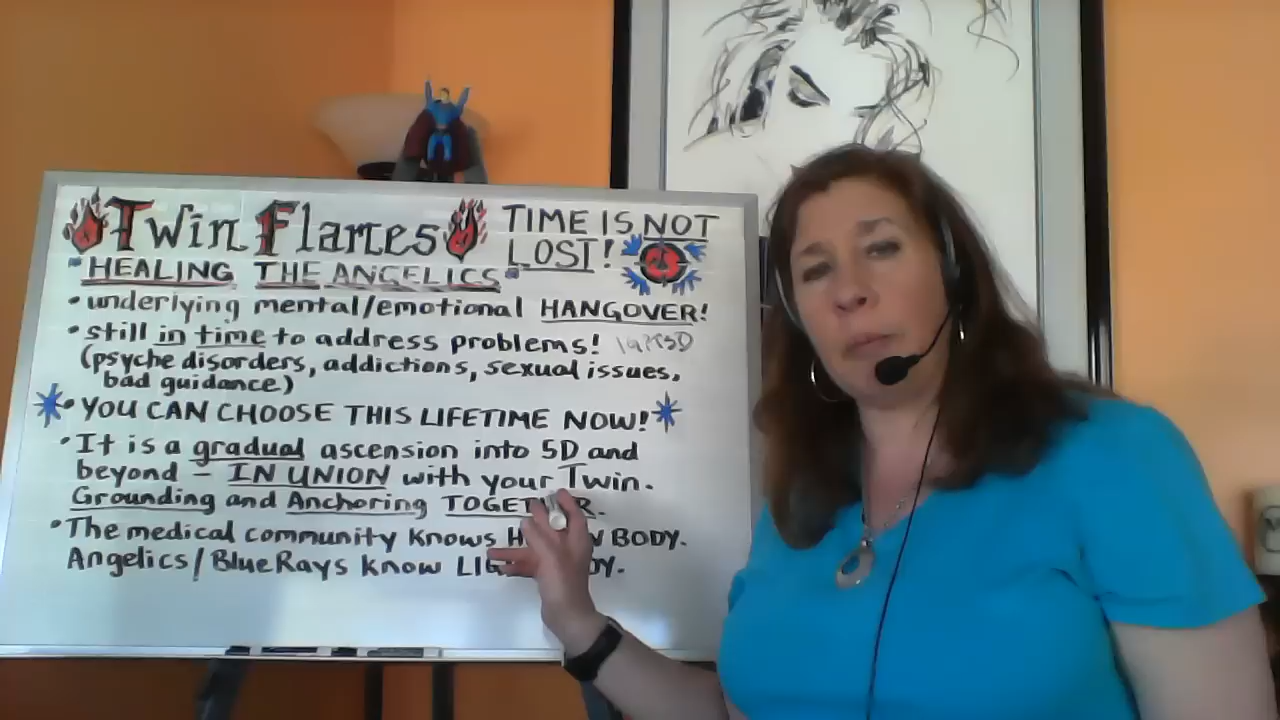 Twin Flames
TIME IS NOT
LOST!
HEALING THE ANGELICS
• underlying mental/emotional HANGOVER!
• still in time to address problems!
(psyche disorders, addictions, sexual issues,
bad guidance)
• YOU CAN CHOOSE THIS LIFETIME NOW!
• It is a gradual ascension into 5D and
beyond – IN UNION with your Twin.
Grounding and Anchoring
• The medical community knows BODY.
Angelics/BlueRays know